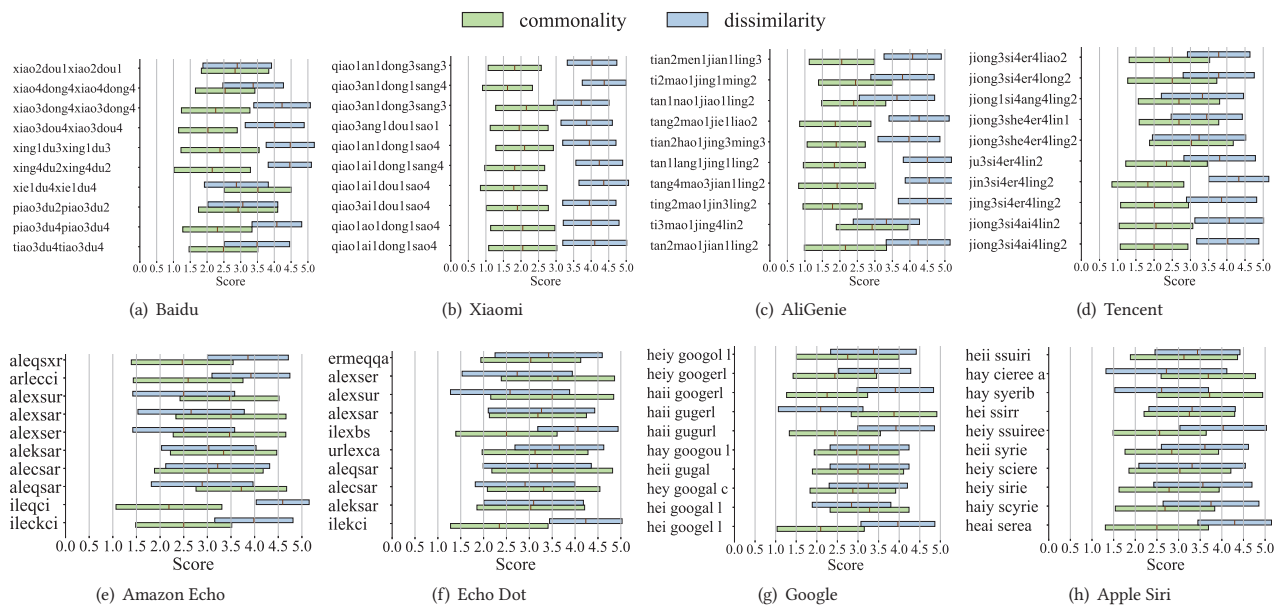 commonality dissimilarity
xiao2dou1xiao2dou1
xiao4dong4xiao4dong4
xiao3dong4xiao3dong4
xiao3dou4xiao3dou4
xing1du3xing1du3
xing4du2xing4du2
xie1du4xie1du4
piao3du2piao3du2
piao3du4piao3du4
tiao3du4tiao3du4
0.0 0.5 1.0 1.5 2.0 2.5 3.0 3.5 4.0 4.5 5.0
Score
(a) Baidu
qiao1an1dong3sang3
qiao3an1dong1sang4
qiao3an1dong3sang3
qiao3ang1dou1sao1
qiao1an1dong1sao4
qiao1ai1dong1sang4
qiao1ai1dou1sao4
qiao3ai1dou1sao4
qiao1ao1dong1sao4
qiao1ai1dong1sao4
0.0 0.5 1.0 1.5 2.0 2.5 3.0 3.5 4.0 4.5 5.0
Score
(b) Xiaomi
tian2men1jian1ling3
ti2mao1jing1ming2
tan1nao1jiao1ling2
tang2mao1jie1liao2
tian2hao1jing3ming3
tan1lang1jing1ling2
tang4mao3jian1ling2
ting2mao1jin3ling2
ti3mao1jing4lin2
tan2mao1jian1ling2
0.0 0.5 1.0 1.5 2.0 2.5 3.0 3.5 4.0 4.5 5.0
Score
(c) AliGenie
jiong3si4er4liao2
jiong3si4er4long2
jiong1si4ang4ling2
jiong3she4er4lin1
jiong3she4er4ling2
ju3si4er4lin2
jin3si4er4ling2
jing3si4er4ling2
jiong3si4ai4lin2
jiong3si4ai4ling2
0.0 0.5 1.0 1.5 2.0 2.5 3.0 3.5 4.0 4.5 5.0
Score
(d) Tencent
aleqsxr
arlecci
alexsur
alexsar
alexser
aleksar
alecsar
aleqsar
ileqci
ileckci
0.0 0.5 1.0 1.5 2.0 2.5 3.0 3.5 4.0 4.5 5.0
Score
(e) Amazon Echo
ermeqqa
alexser
alexsur
alexsar
ilexbs
urlexca
aleqsar
alecsar
aleksar
ilekci
0.0 0.5 1.0 1.5 2.0 2.5 3.0 3.5 4.0 4.5 5.0
Score
(f) Echo Dot
heiy googol l
heiy googerl
haii googerl
haii gugerl
haii gugurl
hay googou l
heii gugal
hey googal c
hei googal l
hei googel l
0.0 0.5 1.0 1.5 2.0 2.5 3.0 3.5 4.0 4.5 5.0
Score
(g) Google
heii ssuiri
hay cieree a
hay syerib
hei ssirr
heiy ssuiree
heii syrie
heiy sciere
heiy sirie
haiy scyrie
heai serea
0.0 0.5 1.0 1.5 2.0 2.5 3.0 3.5 4.0 4.5 5.0
Score
(h) Apple Siri